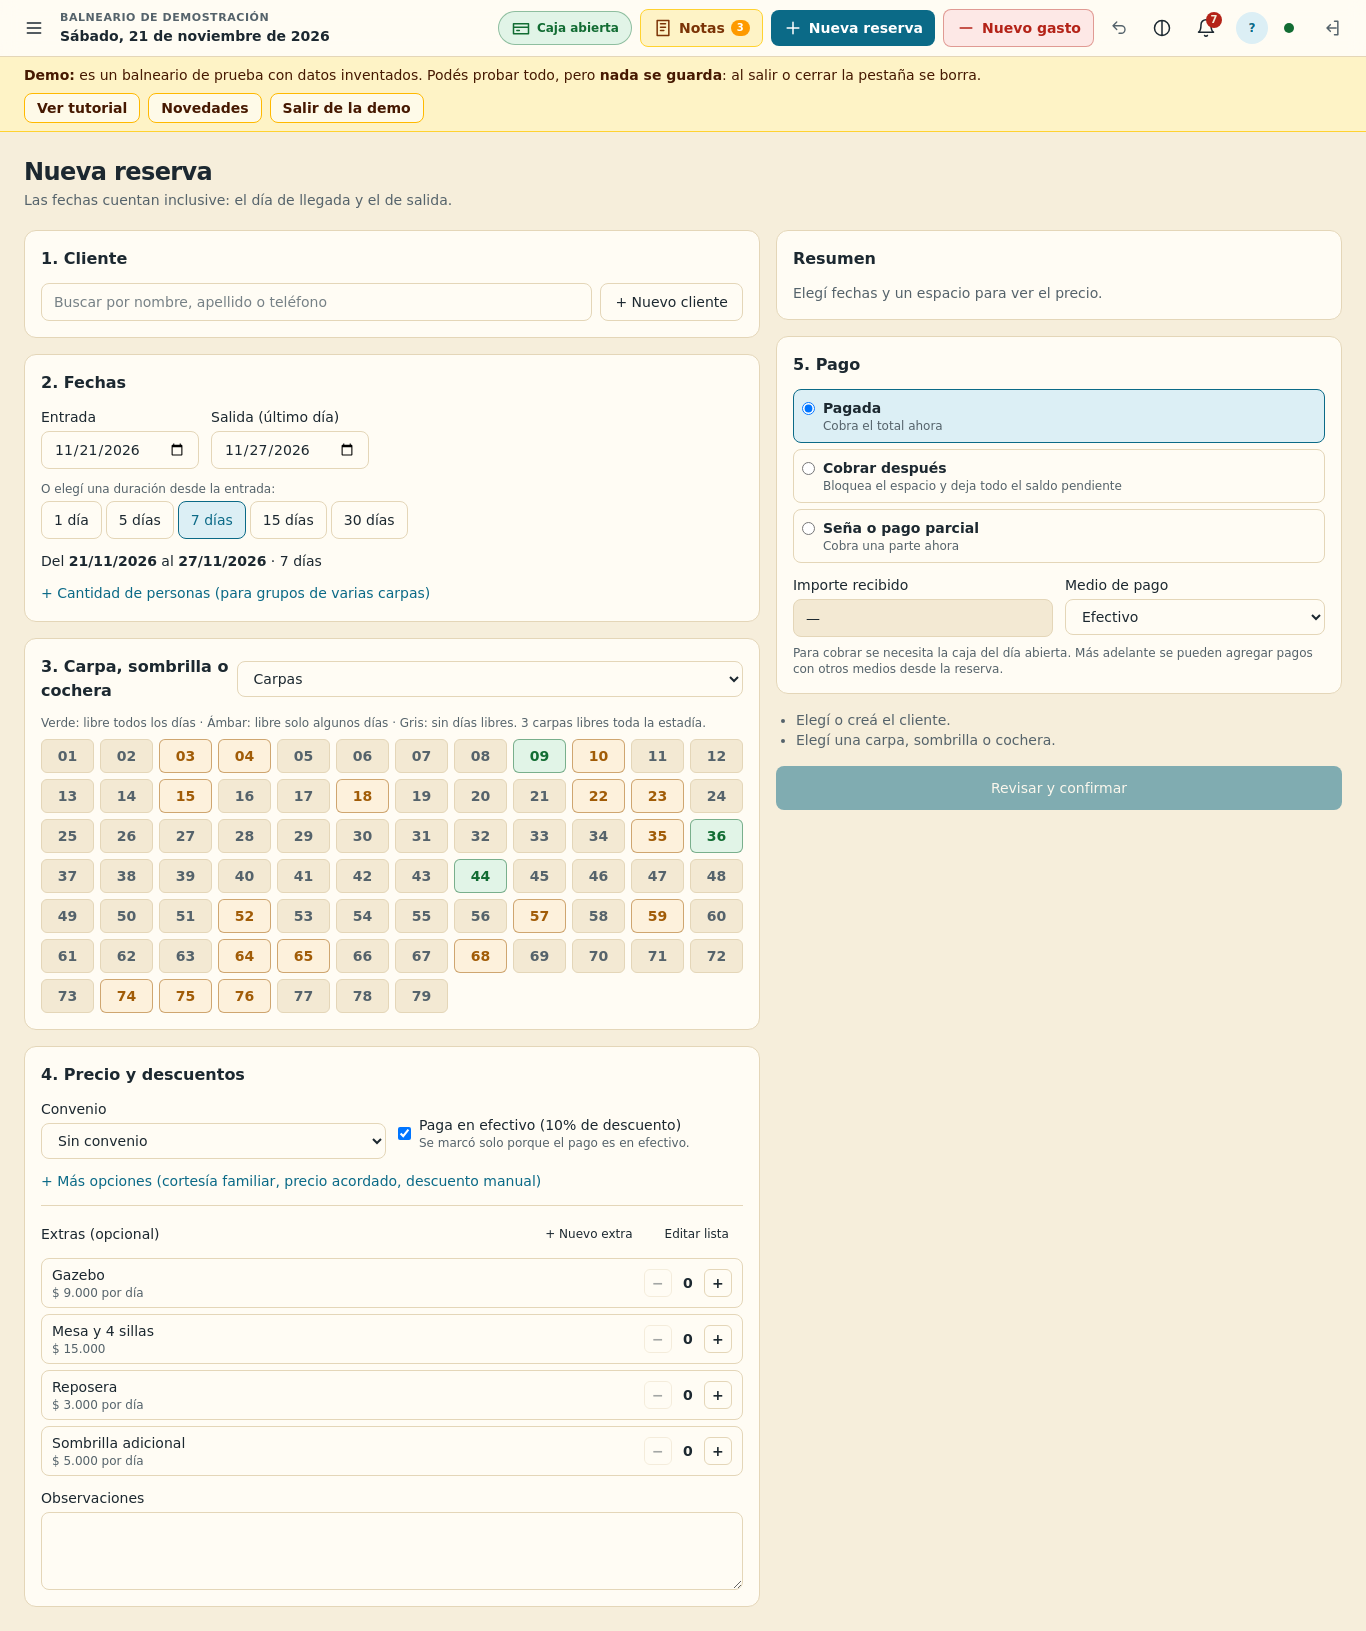 BALNEARIO DE DEMOSTRACIÓN
Sábado, 21 de noviembre de 2026
Caja abierta
Notas 3
Nueva reserva
Nuevo gasto
7
?
Demo: es un balneario de prueba con datos inventados. Podés probar todo, pero nada se guarda: al salir o cerrar la pestaña se borra.
Ver tutorial
Novedades
Salir de la demo
Nueva reserva
Las fechas cuentan inclusive: el día de llegada y el de salida.
1. Cliente
Buscar por nombre, apellido o teléfono
+ Nuevo cliente
2. Fechas
Entrada
Salida (último día)
11/21/2026
11/27/2026
O elegí una duración desde la entrada:
1 día
5 días
7 días
15 días
30 días
Del 21/11/2026 al 27/11/2026 · 7 días
+ Cantidad de personas (para grupos de varias carpas)
3. Carpa, sombrilla o
cochera
Carpas
Verde: libre todos los días · Ámbar: libre solo algunos días · Gris: sin días libres. 3 carpas libres toda la estadía.
01 02 03 04 05 06 07 08 09 10 11 12
13 14 15 16 17 18 19 20 21 22 23 24
25 26 27 28 29 30 31 32 33 34 35 36
37 38 39 40 41 42 43 44 45 46 47 48
49 50 51 52 53 54 55 56 57 58 59 60
61 62 63 64 65 66 67 68 69 70 71 72
73 74 75 76 77 78 79
4. Precio y descuentos
Convenio
Sin convenio
Paga en efectivo (10% de descuento)
Se marcó solo porque el pago es en efectivo.
+ Más opciones (cortesía familiar, precio acordado, descuento manual)
Extras (opcional)
+ Nuevo extra
Editar lista
Gazebo
$ 9.000 por día
− 0 +
Mesa y 4 sillas
$ 15.000
− 0 +
Reposera
$ 3.000 por día
− 0 +
Sombrilla adicional
$ 5.000 por día
− 0 +
Observaciones
Resumen
Elegí fechas y un espacio para ver el precio.
5. Pago
Pagada
Cobra el total ahora
Cobrar después
Bloquea el espacio y deja todo el saldo pendiente
Seña o pago parcial
Cobra una parte ahora
Importe recibido
Medio de pago
—
Efectivo
Para cobrar se necesita la caja del día abierta. Más adelante se pueden agregar pagos
con otros medios desde la reserva.
• Elegí o creá el cliente.
• Elegí una carpa, sombrilla o cochera.
Revisar y confirmar